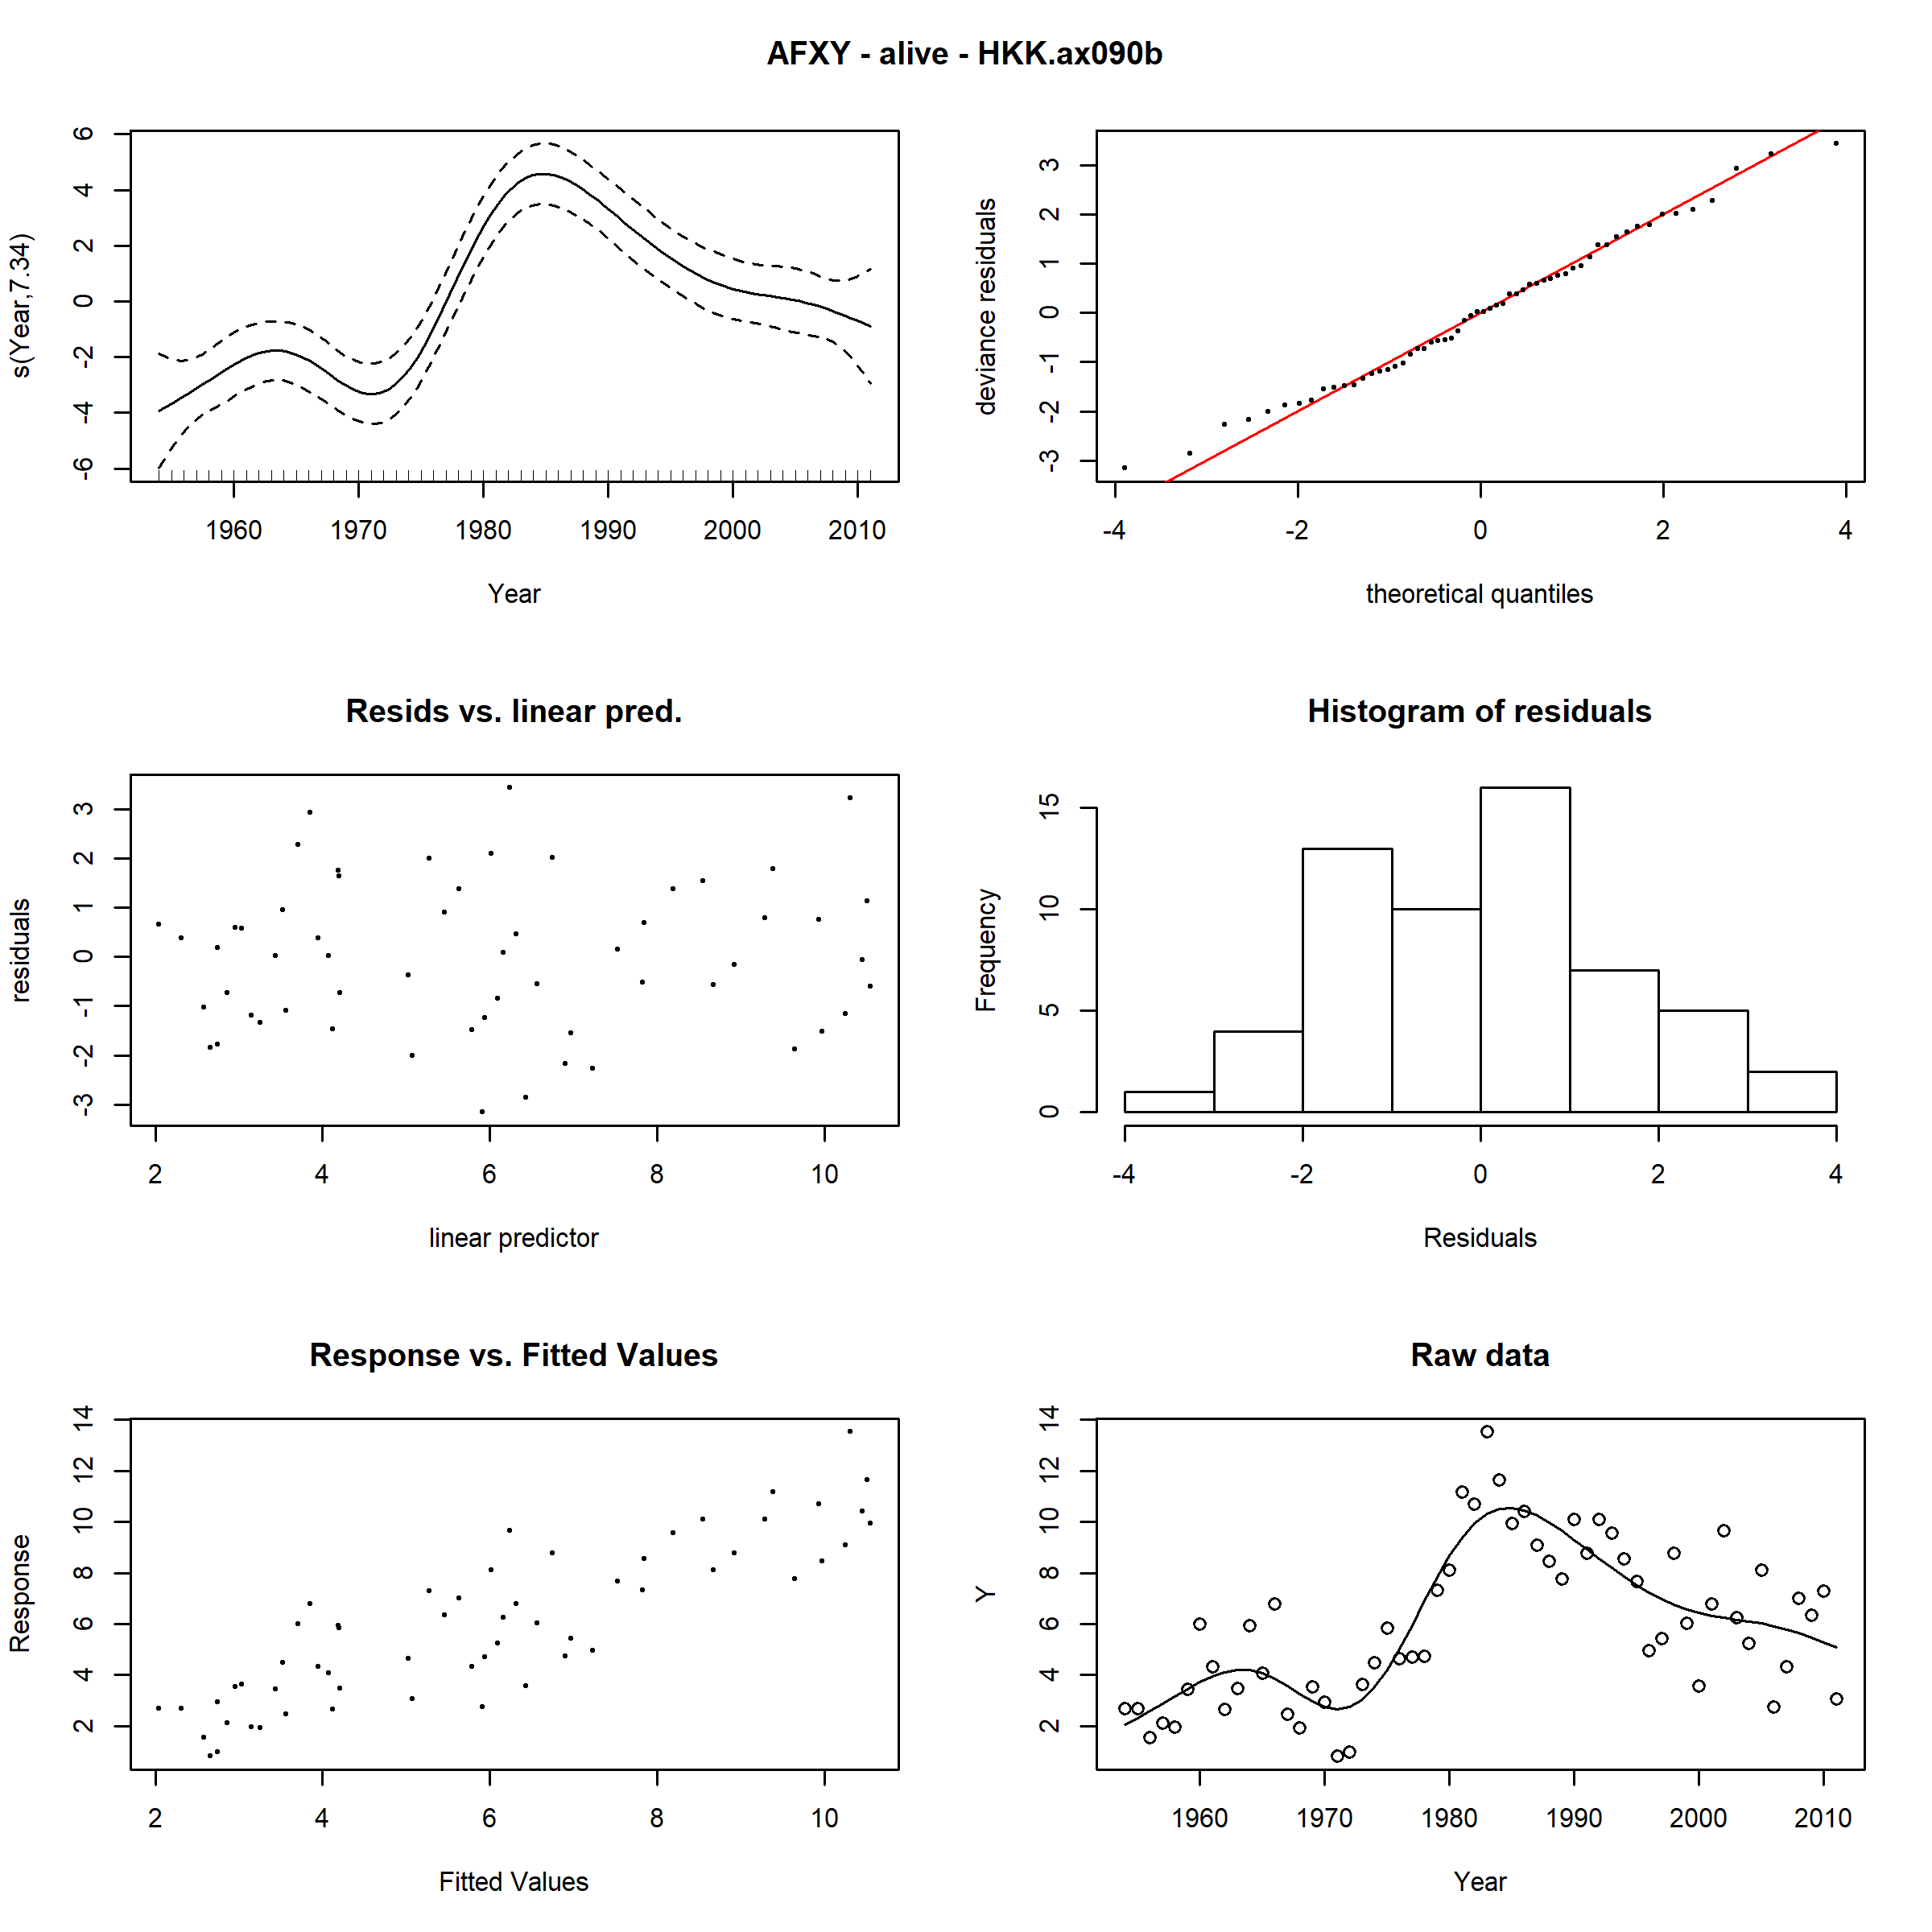 AFXY - alive - HKK.ax090b
s(Year,7.34)
6
4
2
0
-2
-4
-6
1960 1970 1980 1990 2000 2010
Year
deviance residuals
3
2
1
0
-1
-2
-3
-4 -2 0 2 4
theoretical quantiles
Resids vs. linear pred.
residuals
3
2
1
0
-1
-2
-3
2 4 6 8 10
linear predictor
Histogram of residuals
Frequency
15
10
5
0
-4 -2 0 2 4
Residuals
Response vs. Fitted Values
Response
14
12
10
8
6
4
2
2 4 6 8 10
Fitted Values
Raw data
Y
14
12
10
8
6
4
2
1960 1970 1980 1990 2000 2010
Year